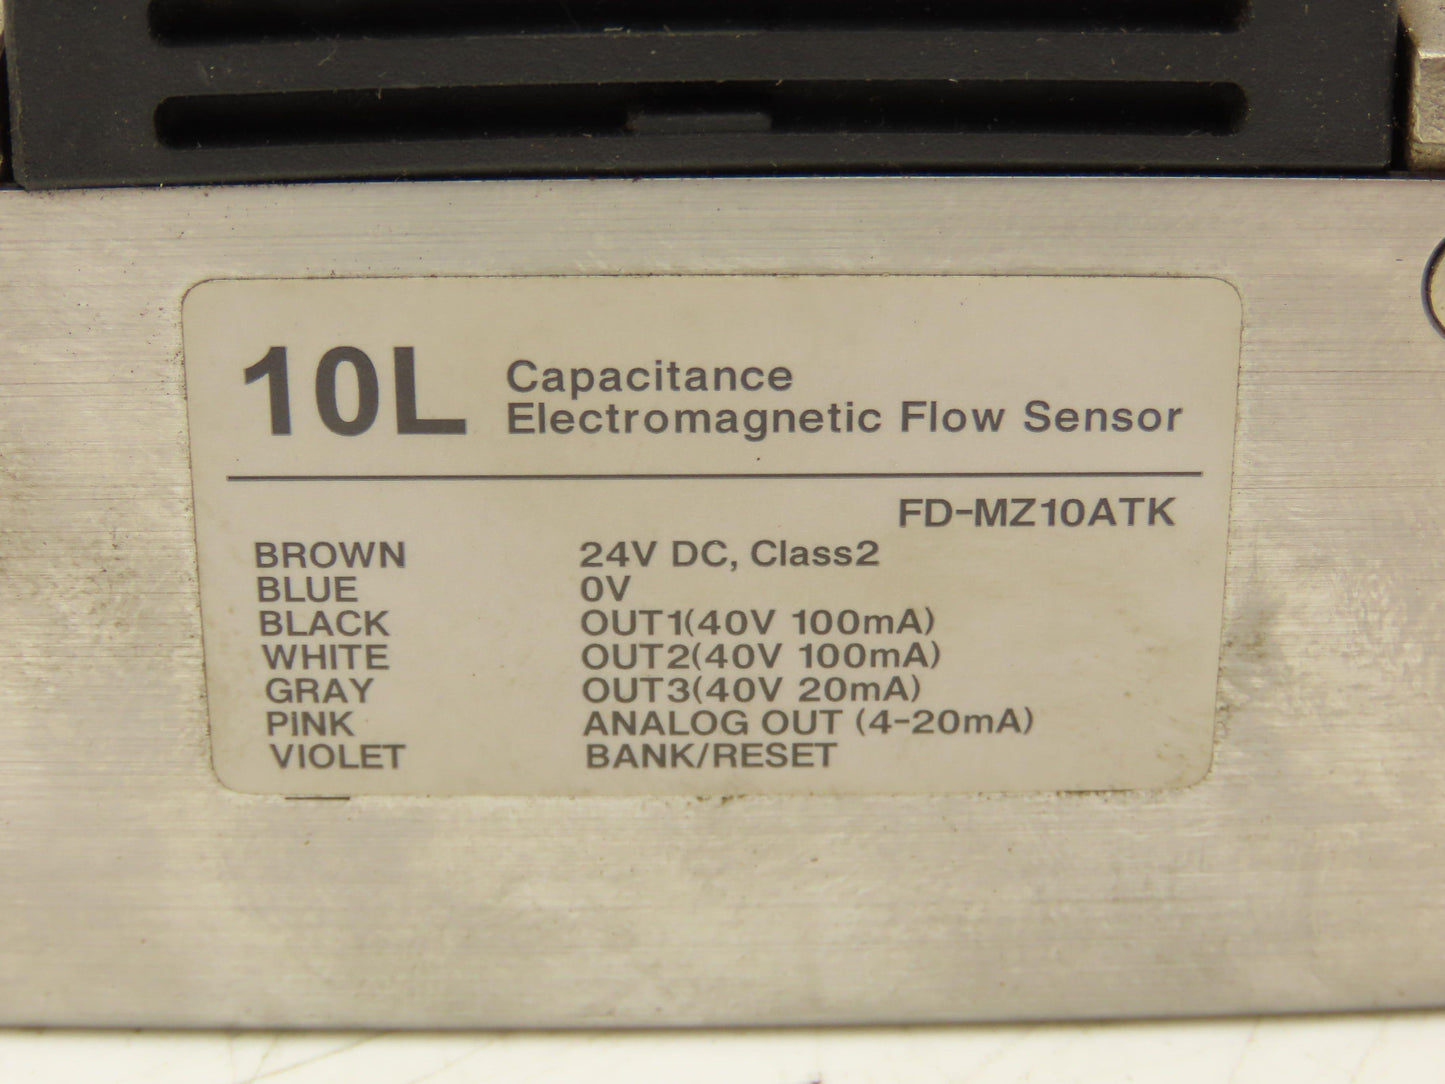 10L Capacitance
Electromagnetic Flow Sensor
FD-MZ10ATK
BROWN 24V DC, Class2
BLUE 0V
BLACK OUT1(40V 100mA)
WHITE OUT2(40V 100mA)
GRAY OUT3(40V 20mA)
PINK ANALOG OUT (4-20mA)
VIOLET BANK/RESET